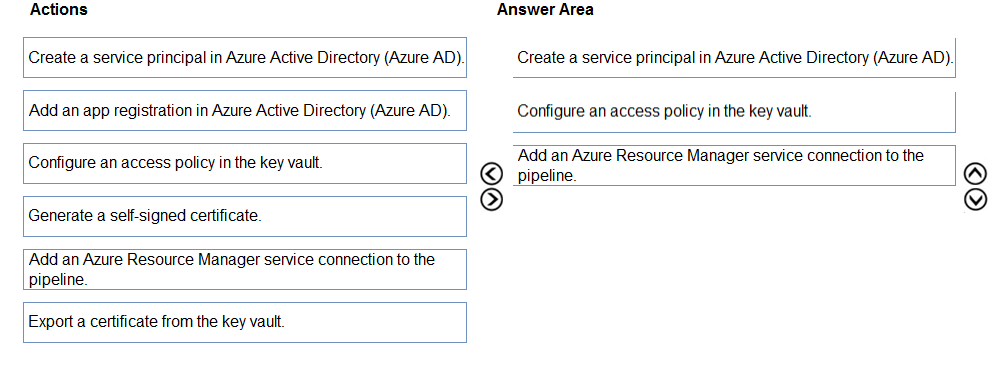 Actions
Create a service principal in Azure Active Directory (Azure AD).
Add an app registration in Azure Active Directory (Azure AD).
Configure an access policy in the key vault.
Generate a self-signed certificate.
Add an Azure Resource Manager service connection to the
pipeline.
Export a certificate from the key vault.
Answer Area
Create a service principal in Azure Active Directory (Azure AD).
Configure an access policy in the key vault.
Add an Azure Resource Manager service connection to the
pipeline.